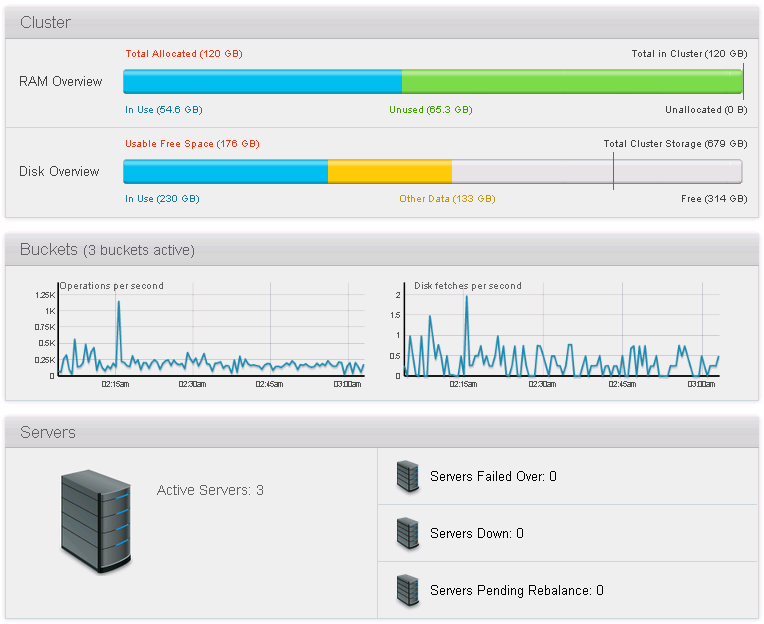 Cluster
Total Allocated (120 GB) Total in Cluster (120 GB)
RAM Overview
In Use (54.6 GB) Unused (65.3 GB) Unallocated (0 B)
Usable Free Space (176 GB) Total Cluster Storage (679 GB)
Disk Overview
In Use (230 GB) Other Data (133 GB) Free (314 GB)
Buckets (3 buckets active)
Operations per second
1.25K
1K
0.75K
0.5K
0.25K
0
02:15am 02:30am 02:45am 03:00am
Disk fetches per second
2
1.5
1
0.5
0
02:15am 02:30am 02:45am 03:00am
Servers
Active Servers: 3
Servers Failed Over: 0
Servers Down: 0
Servers Pending Rebalance: 0